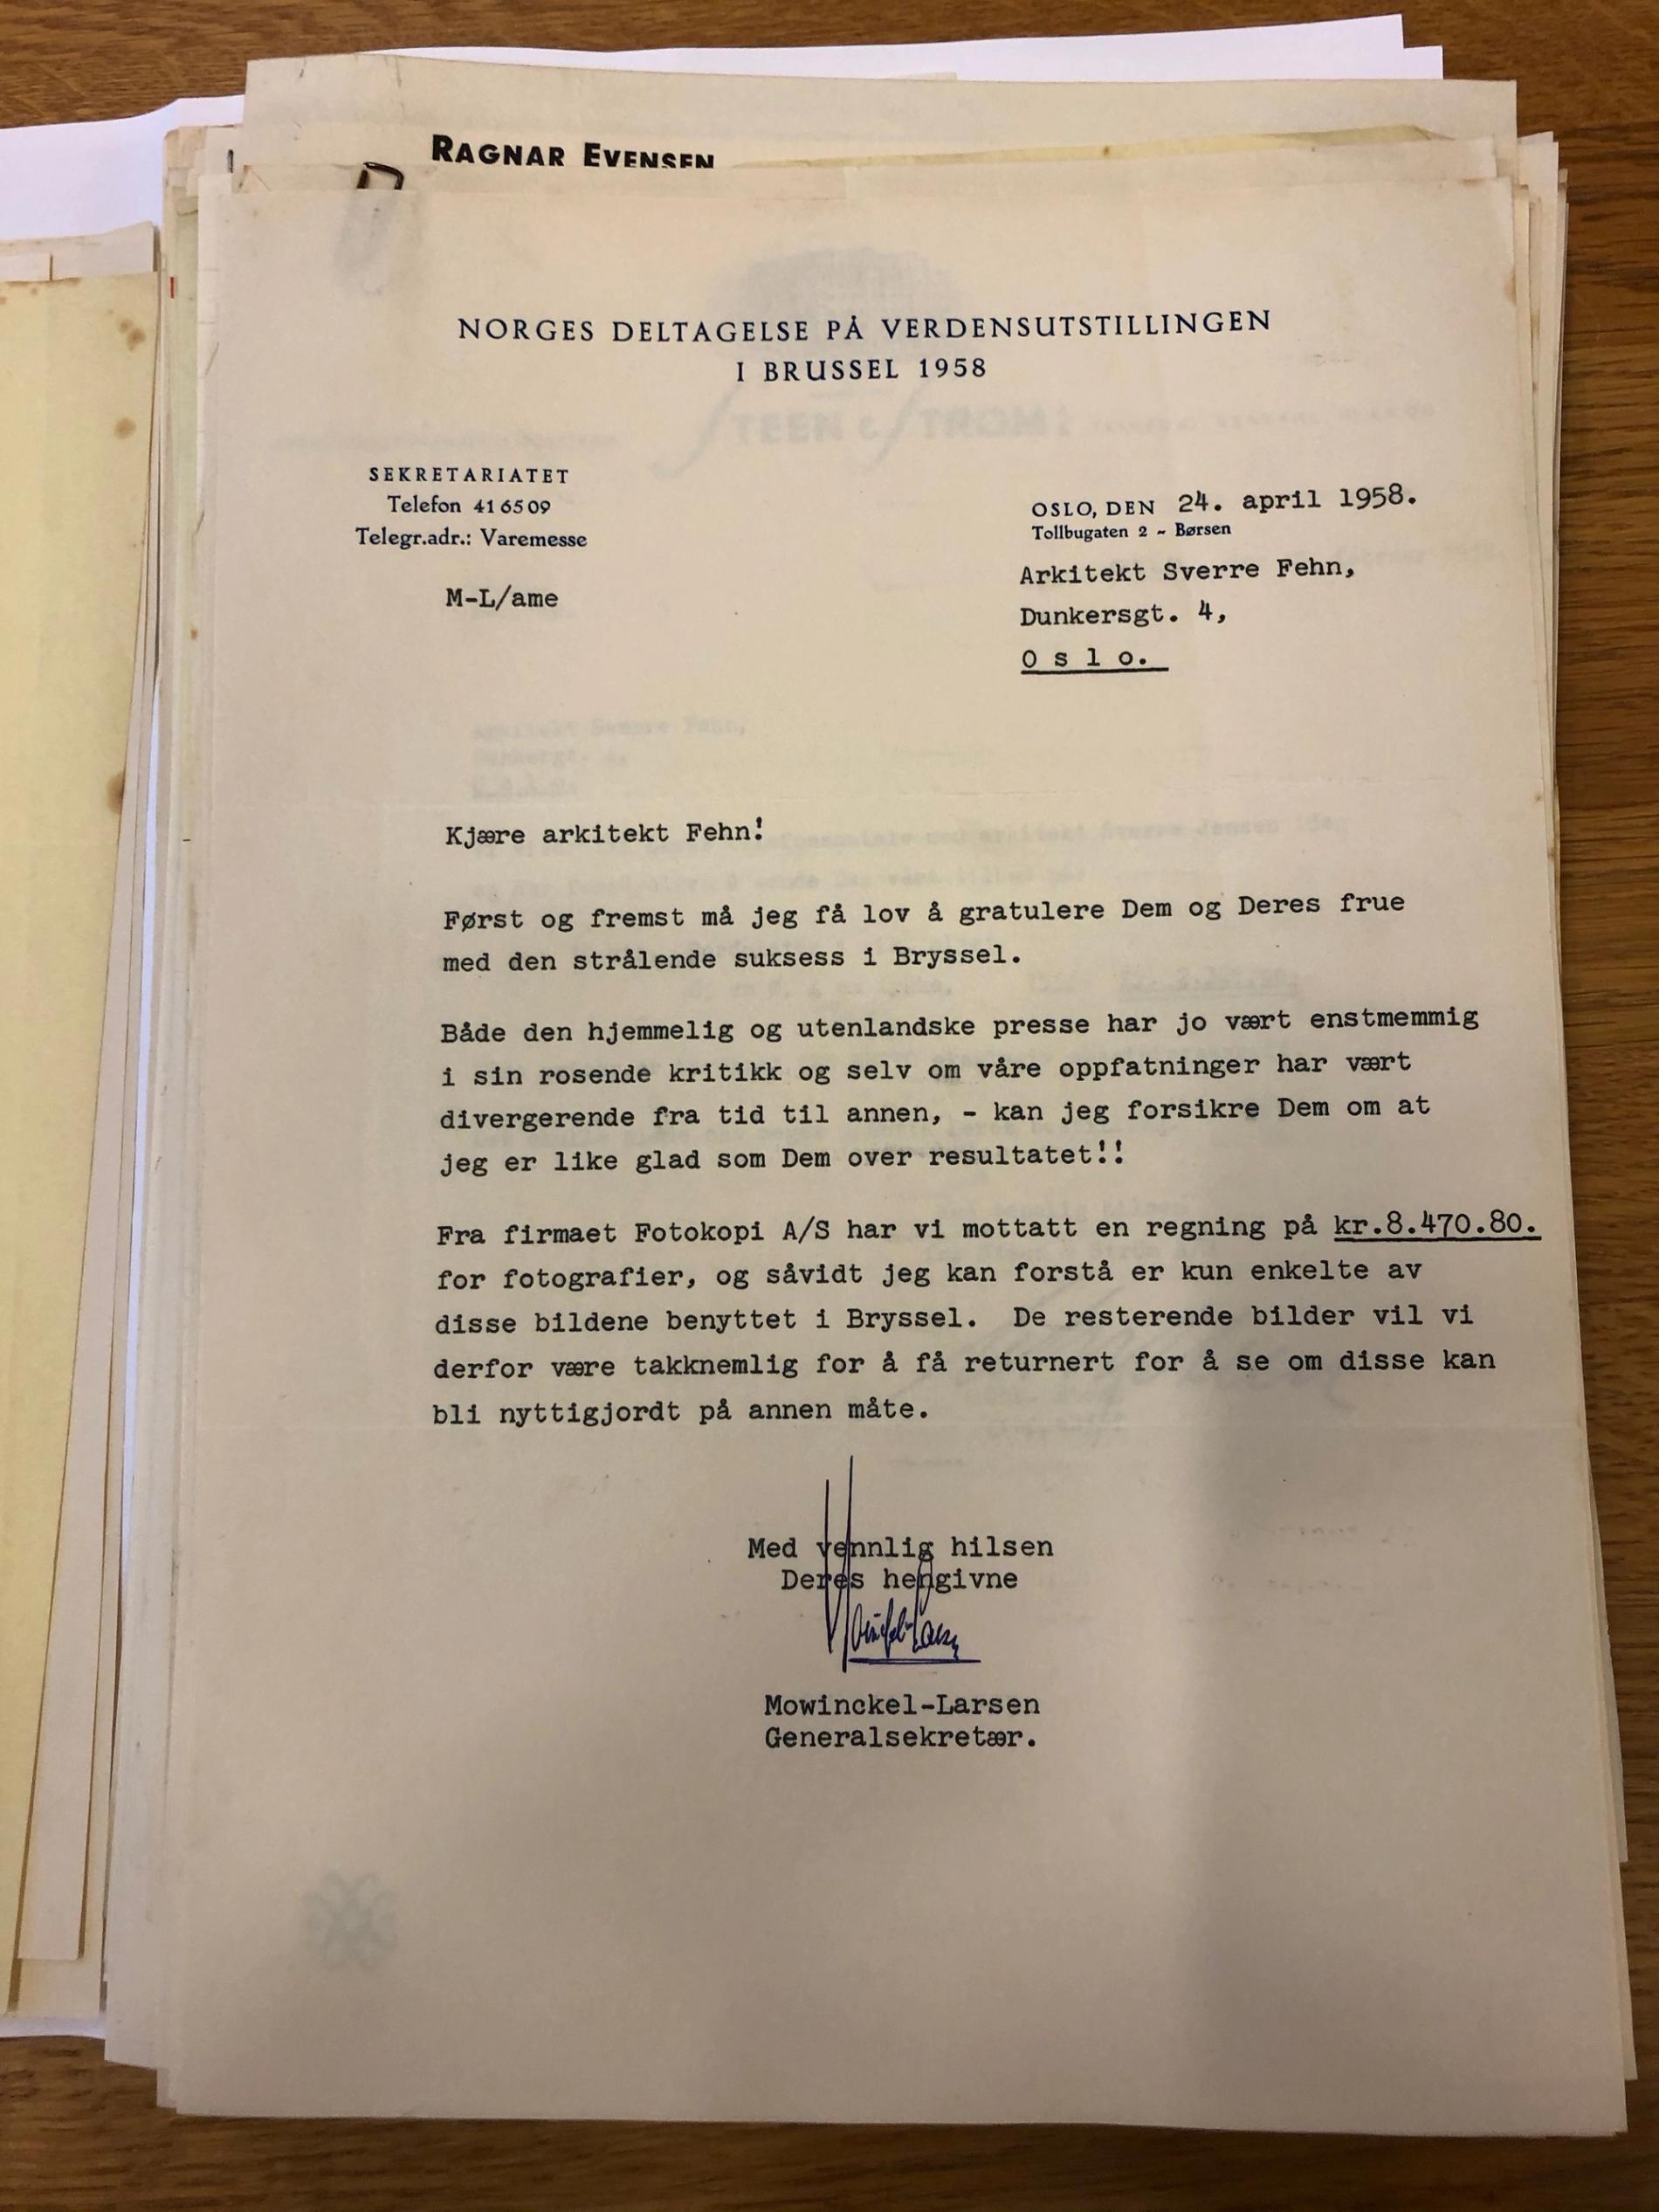 RAGNAR EVENSEN
NORGES DELTAGELSE PÅ VERDENSUTSTILLINGEN
I BRUSSEL 1958
STEEN & STRØM
SEKRETARIATET
Telefon 41 65 09
Telegr.adr.: Varemesse
OSLO, DEN 24. april 1958.
Tollbugaten 2 ~ Børsen
M-L/ame
Arkitekt Sverre Fehn,
Dunkersgt. 4,
O s l o.
Kjære arkitekt Fehn!
Først og fremst må jeg få lov å gratulere Dem og Deres frue
med den strålende suksess i Bryssel.
Både den hjemmelig og utenlandske presse har jo vært enstmemmig
i sin rosende kritikk og selv om våre oppfatninger har vært
divergerende fra tid til annen, - kan jeg forsikre Dem om at
jeg er like glad som Dem over resultatet!!
Fra firmaet Fotokopi A/S har vi mottatt en regning på kr.8.470.80.
for fotografier, og såvidt jeg kan forstå er kun enkelte av
disse bildene benyttet i Bryssel. De resterende bilder vil vi
derfor være takknemlig for å få returnert for å se om disse kan
bli nyttigjordt på annen måte.
Med vennlig hilsen
Deres hengivne
Mowinckel-Larsen
Generalsekretær.